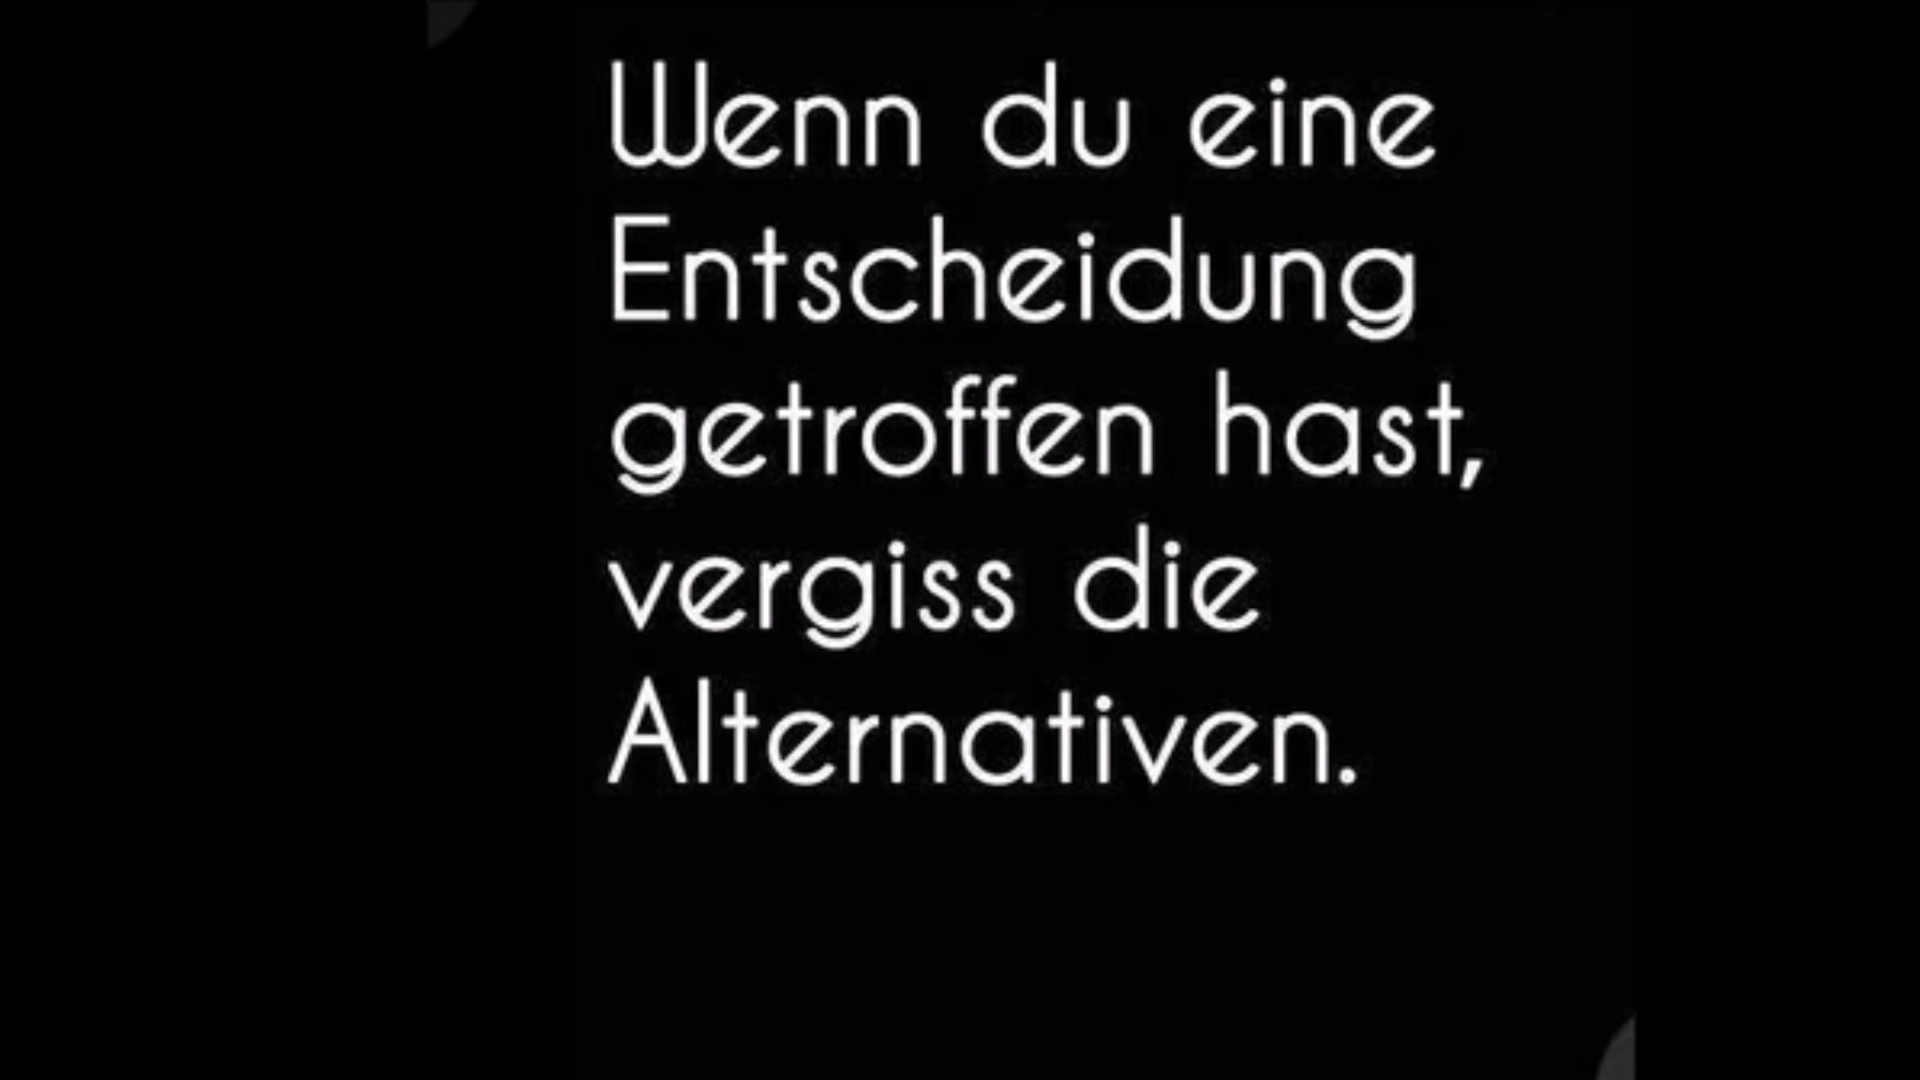 Wenn du eine
Entscheidung
getroffen hast,
vergiss die
Alternativen.